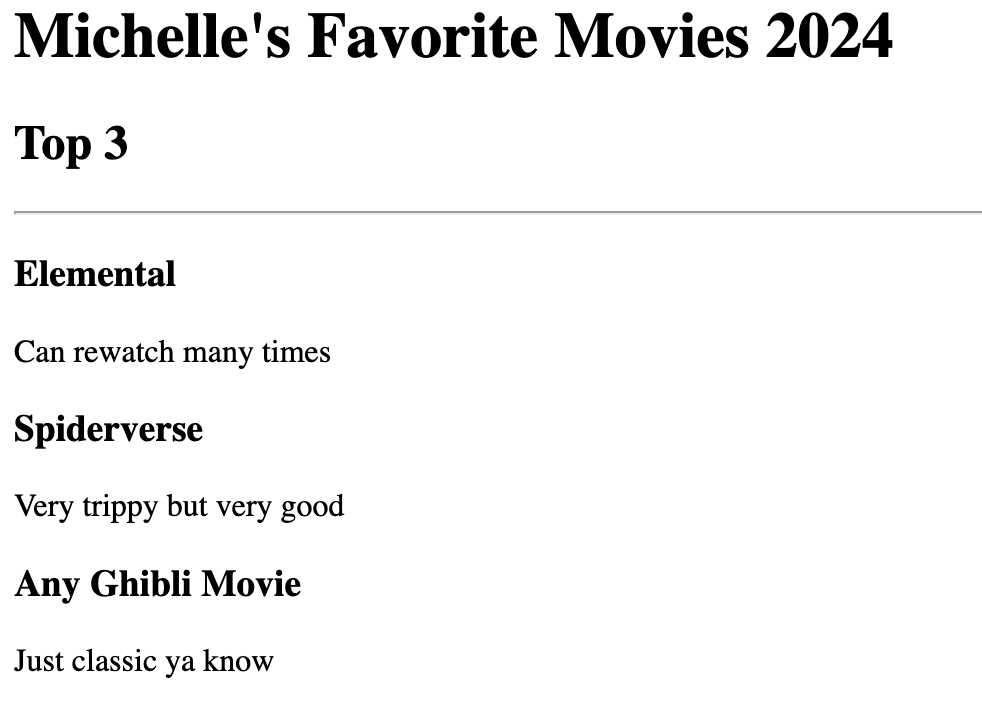 Michelle's Favorite Movies 2024
Top 3
Elemental
Can rewatch many times
Spiderverse
Very trippy but very good
Any Ghibli Movie
Just classic ya know